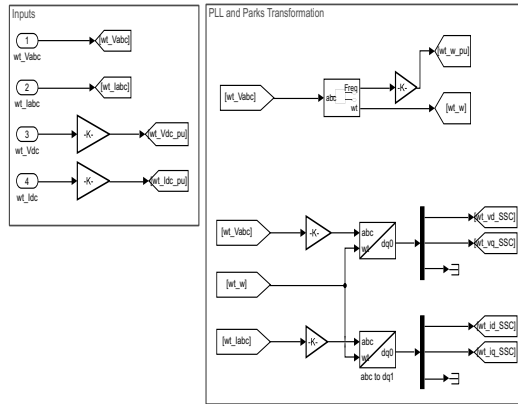 Inputs
1
wt_Vabc
[wt_Vabc]
2
wt_Iabc
[wt_Iabc]
3
wt_Vdc
-K-
[wt_Vdc_pu]
4
wt_Idc
-K-
[wt_Idc_pu]
PLL and Parks Transformation
[wt_Vabc]
abc
Freq
wt
-K-
[wt_w_pu]
[wt_w]
[wt_Vabc]
-K-
abc
wt
dq0
[wt_vd_SSC]
[wt_vq_SSC]
[wt_w]
[wt_Iabc]
-K-
abc
wt
dq0
abc to dq1
[wt_id_SSC]
[wt_iq_SSC]